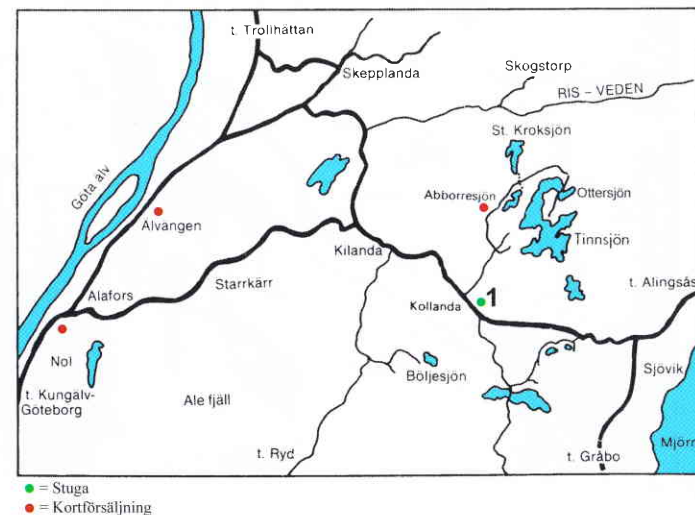 t. Trollhättan
Skepplanda
Skogstorp
RIS – VEDEN
St. Kroksjön
Göta älv
Abborresjön
Ottersjön
Alvangen
Tinnsjön
Kilanda
Starrkärr
t. Alingsås
Alafors
Kollanda
1
Nol
Böljesjön
Sjövik
t. Kungälv-
Göteborg
Ale fjäll
t. Ryd
t. Gråbo
Mjörn
= Stuga
= Kortförsäljning